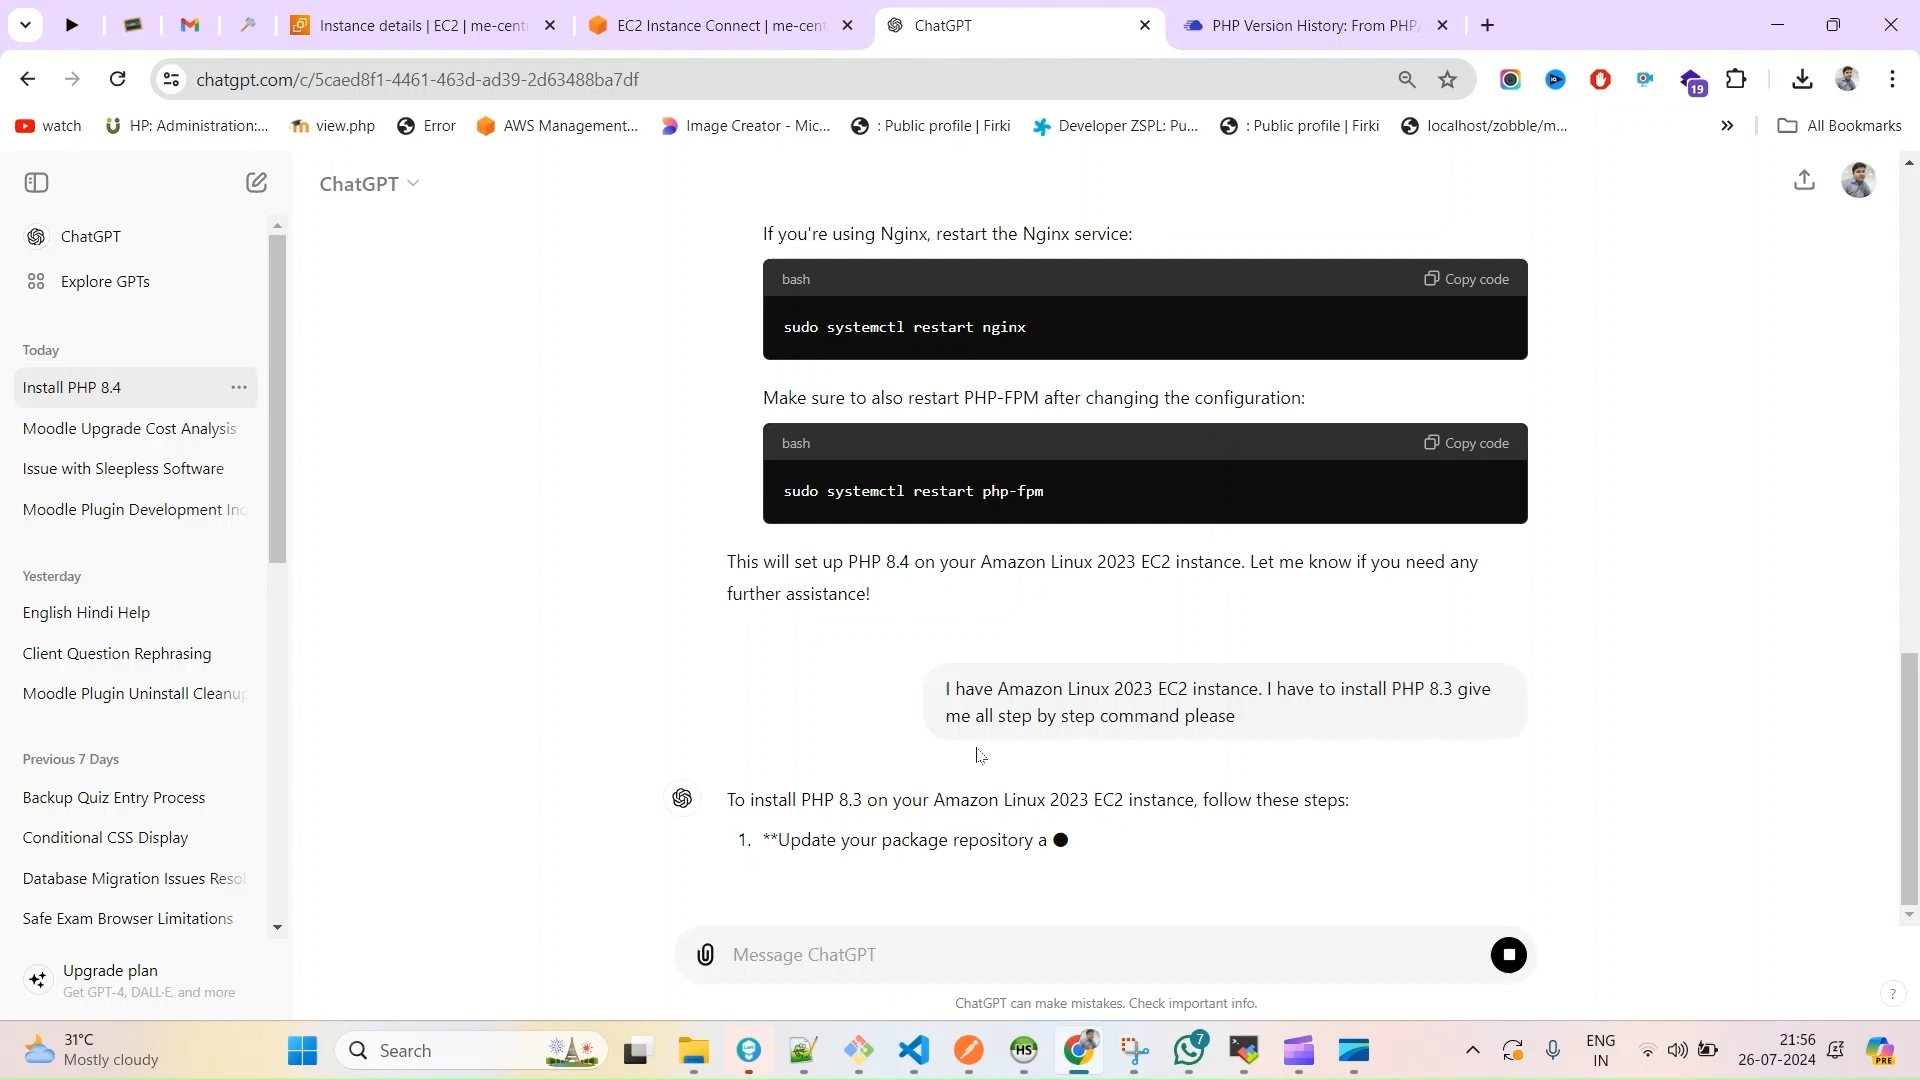 Instance details | EC2 | me-cent
EC2 Instance Connect | me-cent
ChatGPT
PHP Version History: From PHP/
chatgpt.com/c/5caed8f1-4461-463d-ad39-2d63488ba7df
19
watch
HP: Administration:...
view.php
Error
AWS Management...
Image Creator - Mic...
: Public profile | Firki
Developer ZSPL: Pu...
: Public profile | Firki
localhost/zobble/m...
All Bookmarks
ChatGPT
ChatGPT
Explore GPTs
Today
Install PHP 8.4
Moodle Upgrade Cost Analysis
Issue with Sleepless Software
Moodle Plugin Development Inq
Yesterday
English Hindi Help
Client Question Rephrasing
Moodle Plugin Uninstall Cleanup
Previous 7 Days
Backup Quiz Entry Process
Conditional CSS Display
Database Migration Issues Resol
Safe Exam Browser Limitations
Upgrade plan
Get GPT-4, DALL·E, and more
If you're using Nginx, restart the Nginx service:
bash
Copy code
sudo systemctl restart nginx
Make sure to also restart PHP-FPM after changing the configuration:
bash
Copy code
sudo systemctl restart php-fpm
This will set up PHP 8.4 on your Amazon Linux 2023 EC2 instance. Let me know if you need any
further assistance!
I have Amazon Linux 2023 EC2 instance. I have to install PHP 8.3 give
me all step by step command please
To install PHP 8.3 on your Amazon Linux 2023 EC2 instance, follow these steps:
1. **Update your package repository a
Message ChatGPT
ChatGPT can make mistakes. Check important info.
?
31°C
Mostly cloudy
Search
HS
7
ENG
IN
21:56
26-07-2024
PRE